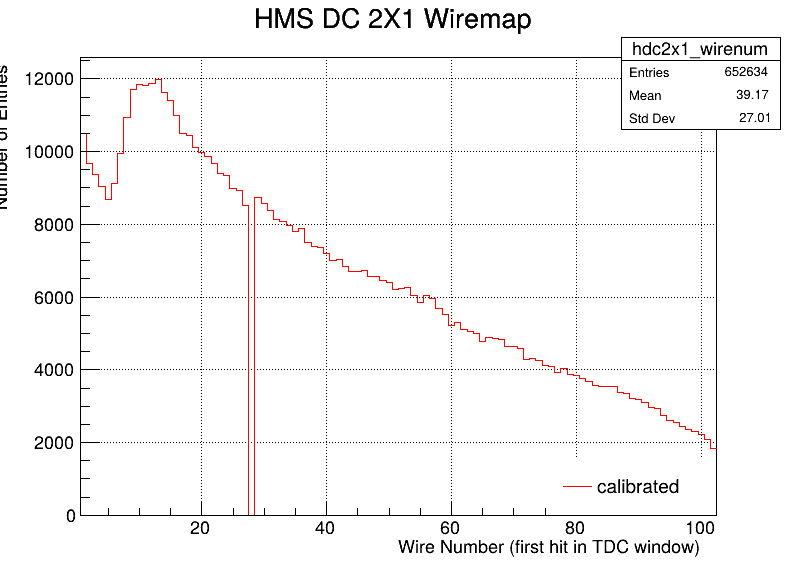 HMS DC 2X1 Wiremap
hdc2x1_wirenum
Entries 652634
Mean 39.17
Std Dev 27.01
Number of Entries
12000
10000
8000
6000
4000
2000
0
calibrated
20 40 60 80 100
Wire Number (first hit in TDC window)